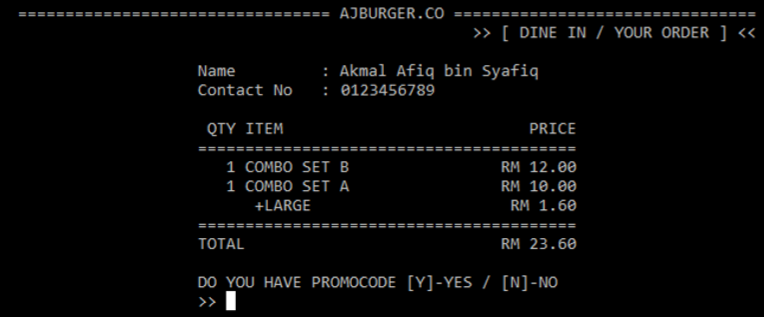 ================================= AJBURGER.CO ================================
>> [ DINE IN / YOUR ORDER ] <<
Name : Akmal Afiq bin Syafiq
Contact No : 0123456789
QTY ITEM PRICE
========================================
1 COMBO SET B RM 12.00
1 COMBO SET A RM 10.00
+LARGE RM 1.60
========================================
TOTAL RM 23.60
DO YOU HAVE PROMOCODE [Y]-YES / [N]-NO
>>